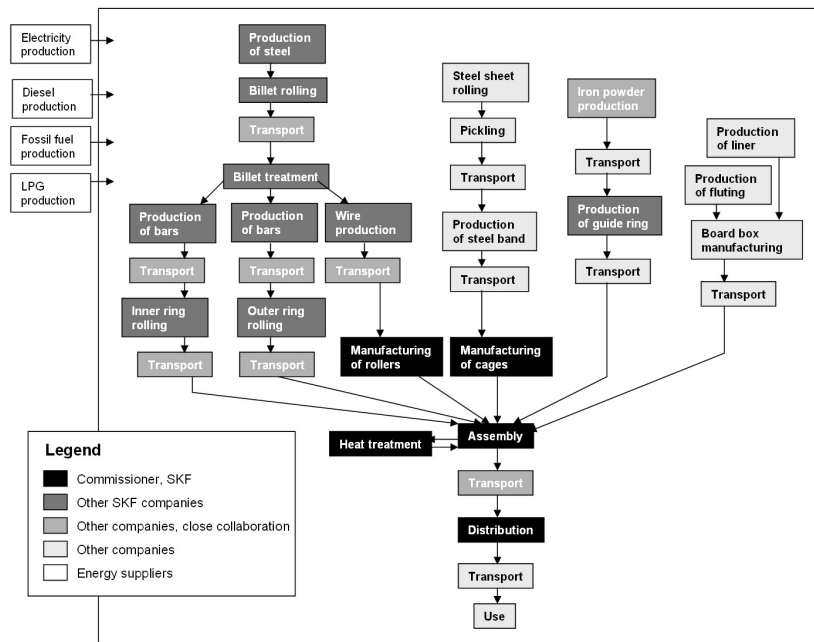 Electricity
production
Diesel
production
Fossil fuel
production
LPG
production
Production
of steel
Billet rolling
Transport
Billet treatment
Production
of bars
Transport
Inner ring
rolling
Transport
Production
of bars
Transport
Outer ring
rolling
Transport
Wire
production
Transport
Manufacturing
of rollers
Steel sheet
rolling
Pickling
Transport
Production
of steel band
Transport
Manufacturing
of cages
Iron powder
production
Transport
Production
of guide ring
Transport
Production
of liner
Production
of fluting
Board box
manufacturing
Transport
Heat treatment
Assembly
Transport
Distribution
Transport
Use
Legend
Commissioner, SKF
Other SKF companies
Other companies, close collaboration
Other companies
Energy suppliers